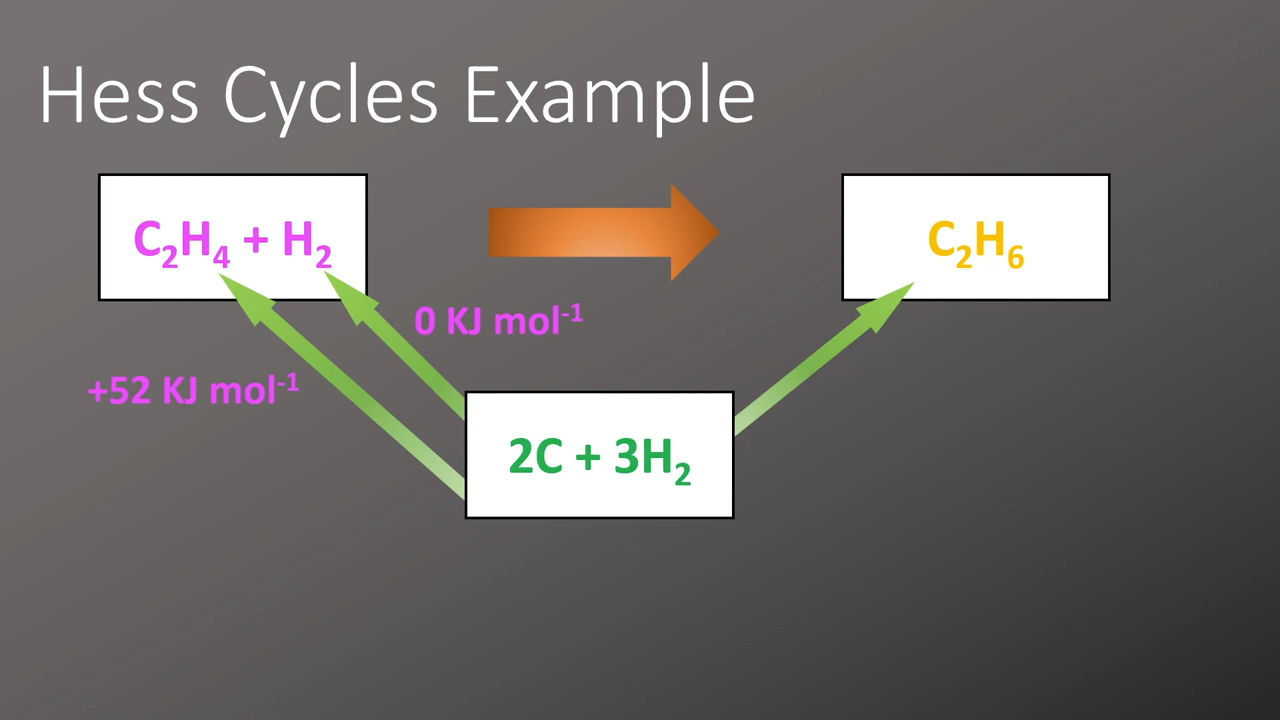 Hess Cycles Example
C₂H₄ + H₂
C₂H₆
0 KJ mol⁻¹
+52 KJ mol⁻¹
2C + 3H₂